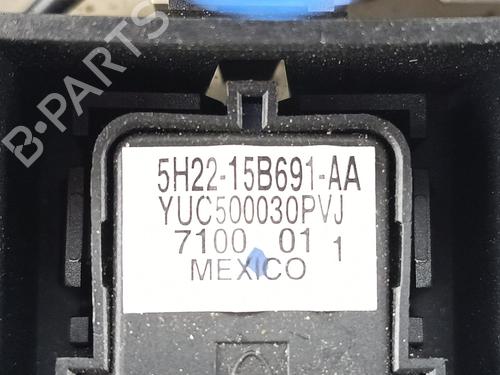 5H22-15B691-AA
YUC500030PVJ
7100 01 1
MEXICO
B-PARTS